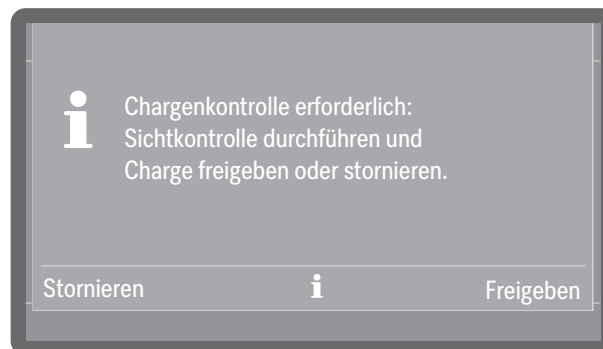 Chargenkontrolle erforderlich:
Sichtkontrolle durchführen und
Charge freigeben oder stornieren.
Stornieren i Freigeben